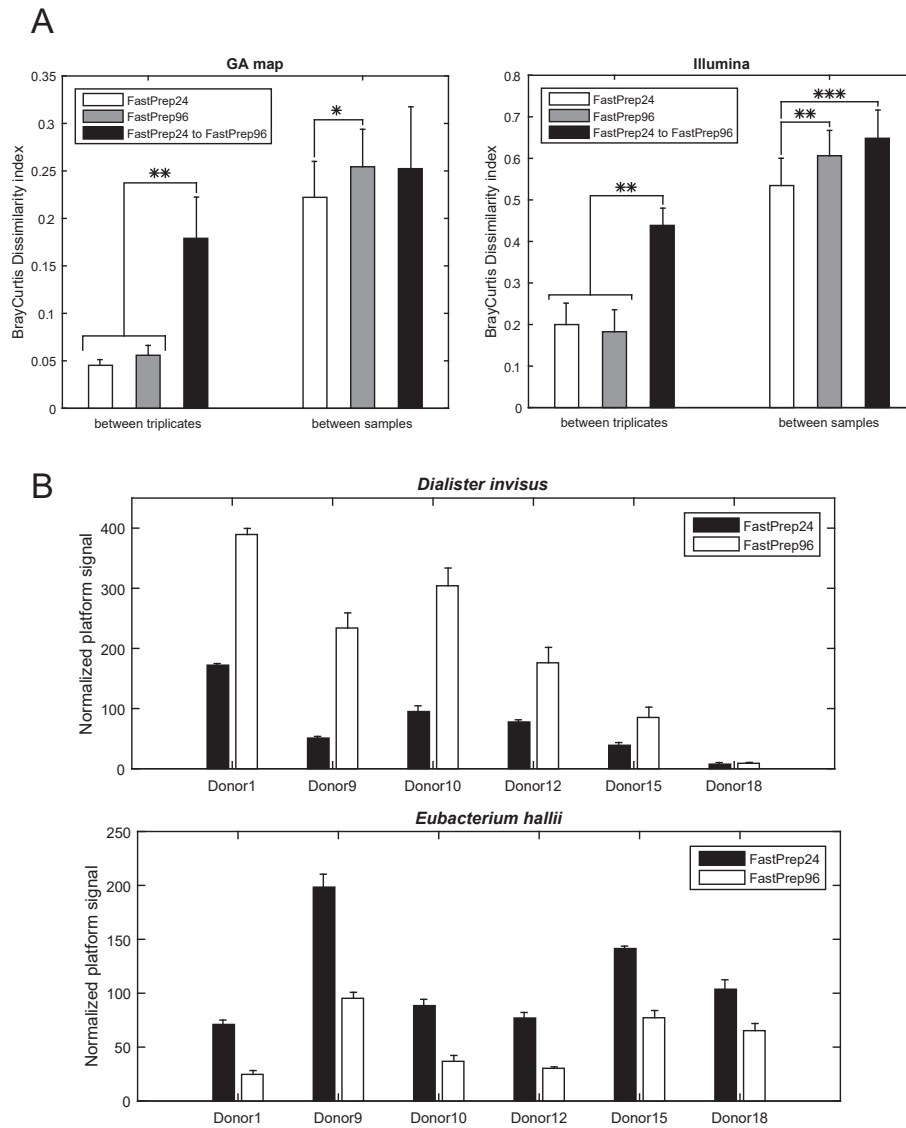 A
GA map
BrayCurtis Dissimilarity index
0.35
0.3
0.25
0.2
0.15
0.1
0.05
0
FastPrep24
FastPrep96
FastPrep24 to FastPrep96
**
*
between triplicates
between samples
Illumina
BrayCurtis Dissimilarity index
0.8
0.7
0.6
0.5
0.4
0.3
0.2
0.1
0
FastPrep24
FastPrep96
FastPrep24 to FastPrep96
**
***
**
between triplicates
between samples
B
Dialister invisus
Normalized platform signal
400
300
200
100
0
FastPrep24
FastPrep96
Donor1 Donor9 Donor10 Donor12 Donor15 Donor18
Eubacterium hallii
Normalized platform signal
250
200
150
100
50
0
FastPrep24
FastPrep96
Donor1 Donor9 Donor10 Donor12 Donor15 Donor18